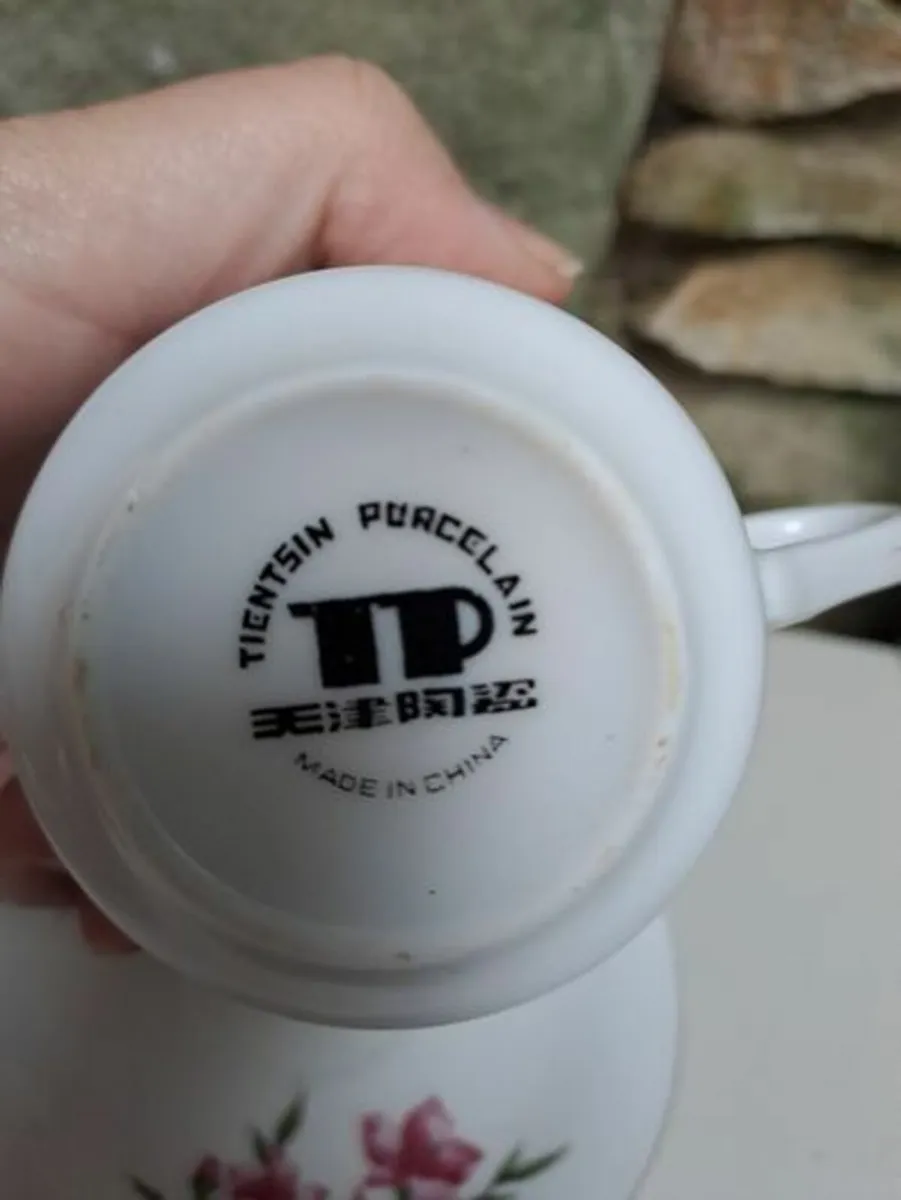 TIENTSIN PORCELAIN
TP
天津陶瓷
MADE IN CHINA